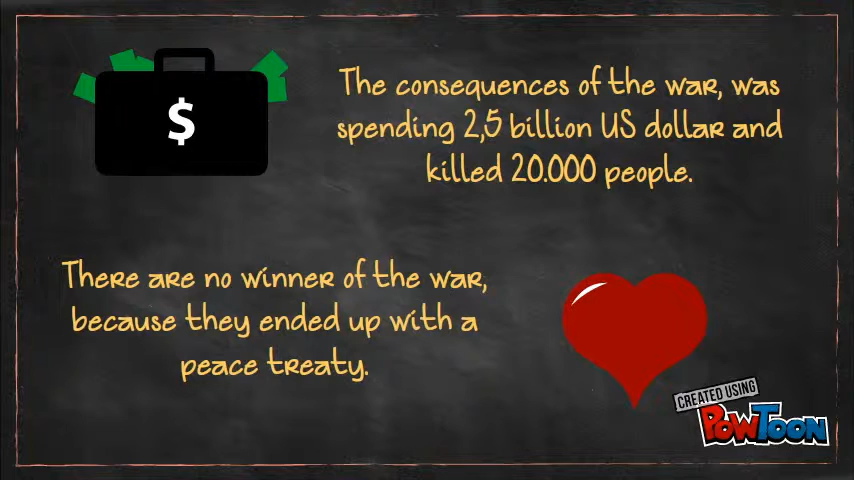 $
The consequences of the war, was
spending 2,5 billion US dollar and
killed 20.000 people.
There are no winner of the war,
because they ended up with a
peace treaty.
CREATED USING
POWTOON